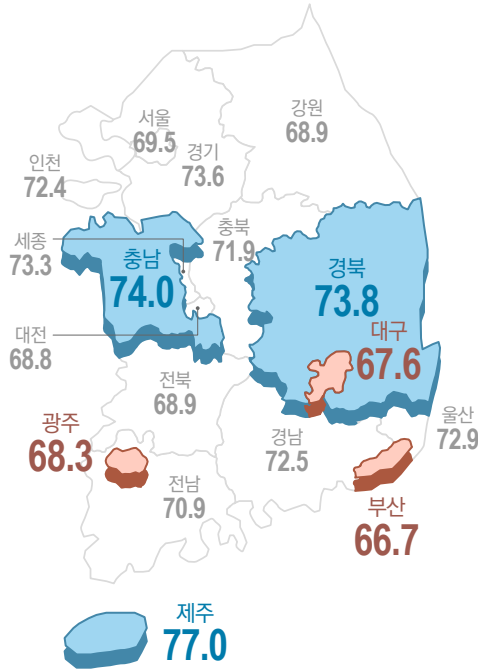 서울
69.5
강원
68.9
경기
73.6
인천
72.4
충북
71.9
세종
73.3
충남
74.0
경북
73.8
대전
68.8
대구
67.6
전북
68.9
광주
68.3
경남
72.5
울산
72.9
전남
70.9
부산
66.7
제주
77.0